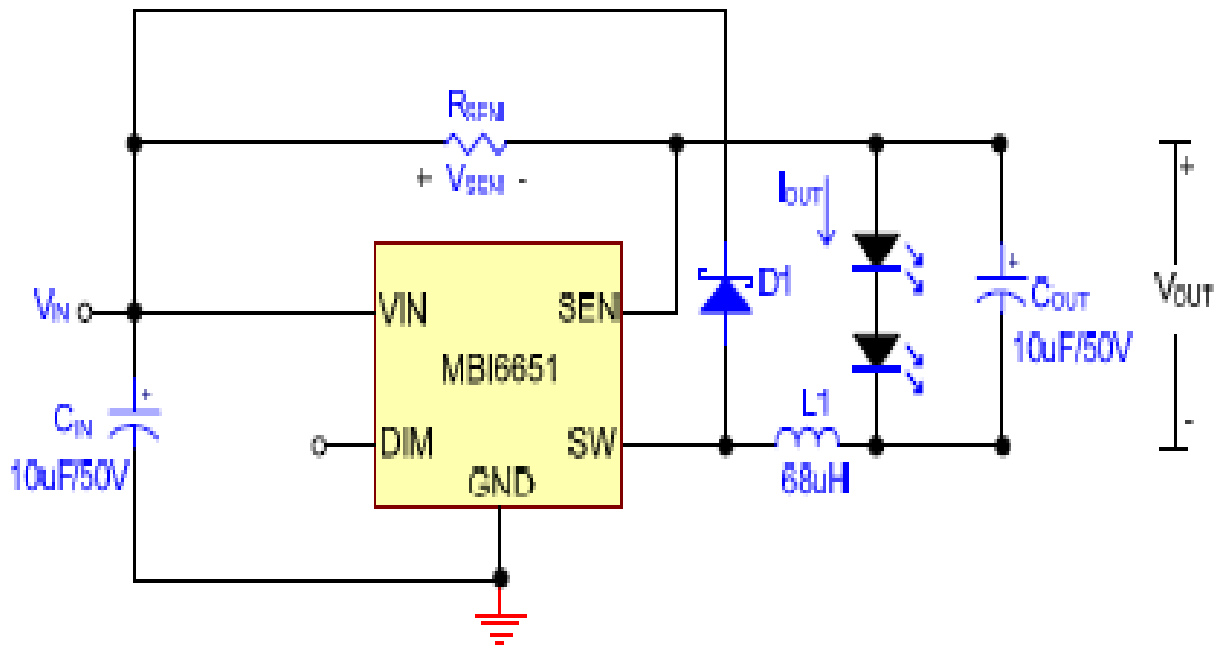 RSEN
+ VSEN -
IOUT
+
VIN
VIN
SEN
D1
+
COUT
10uF/50V
VOUT
MBI6651
+
CIN
10uF/50V
DIM
SW
L1
68uH
-
GND